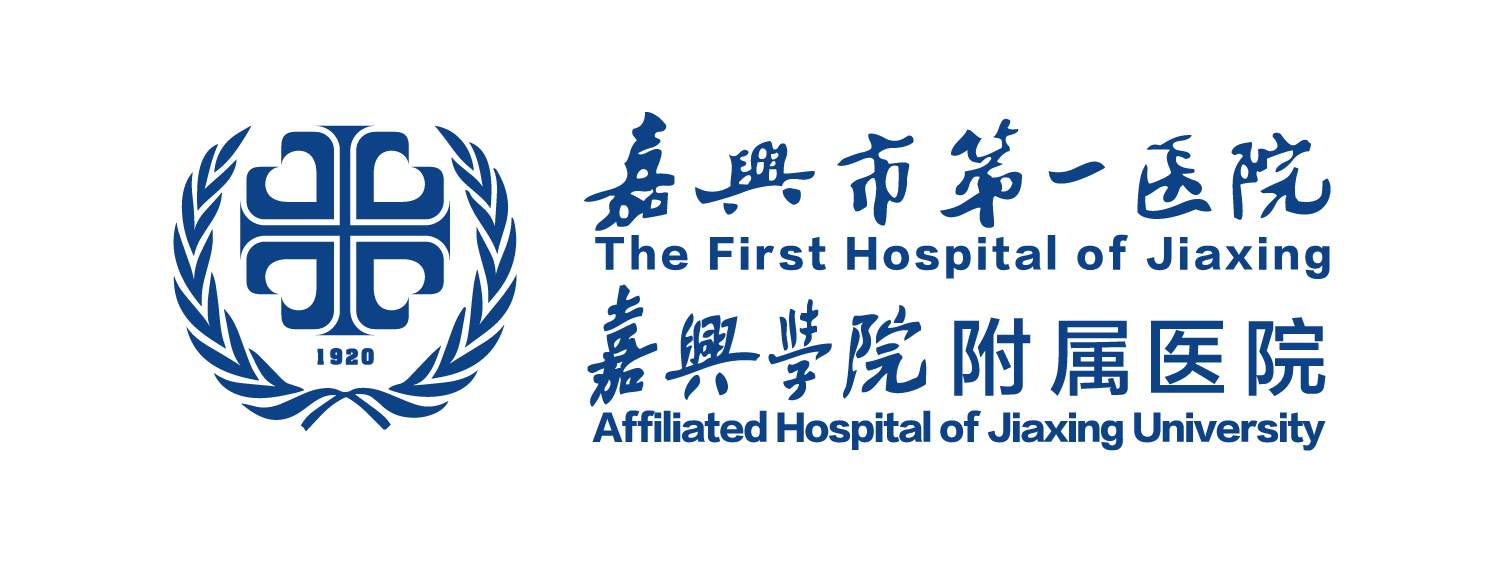 1920
嘉興市第一医院
The First Hospital of Jiaxing
嘉興學院附属医院
Affiliated Hospital of Jiaxing University